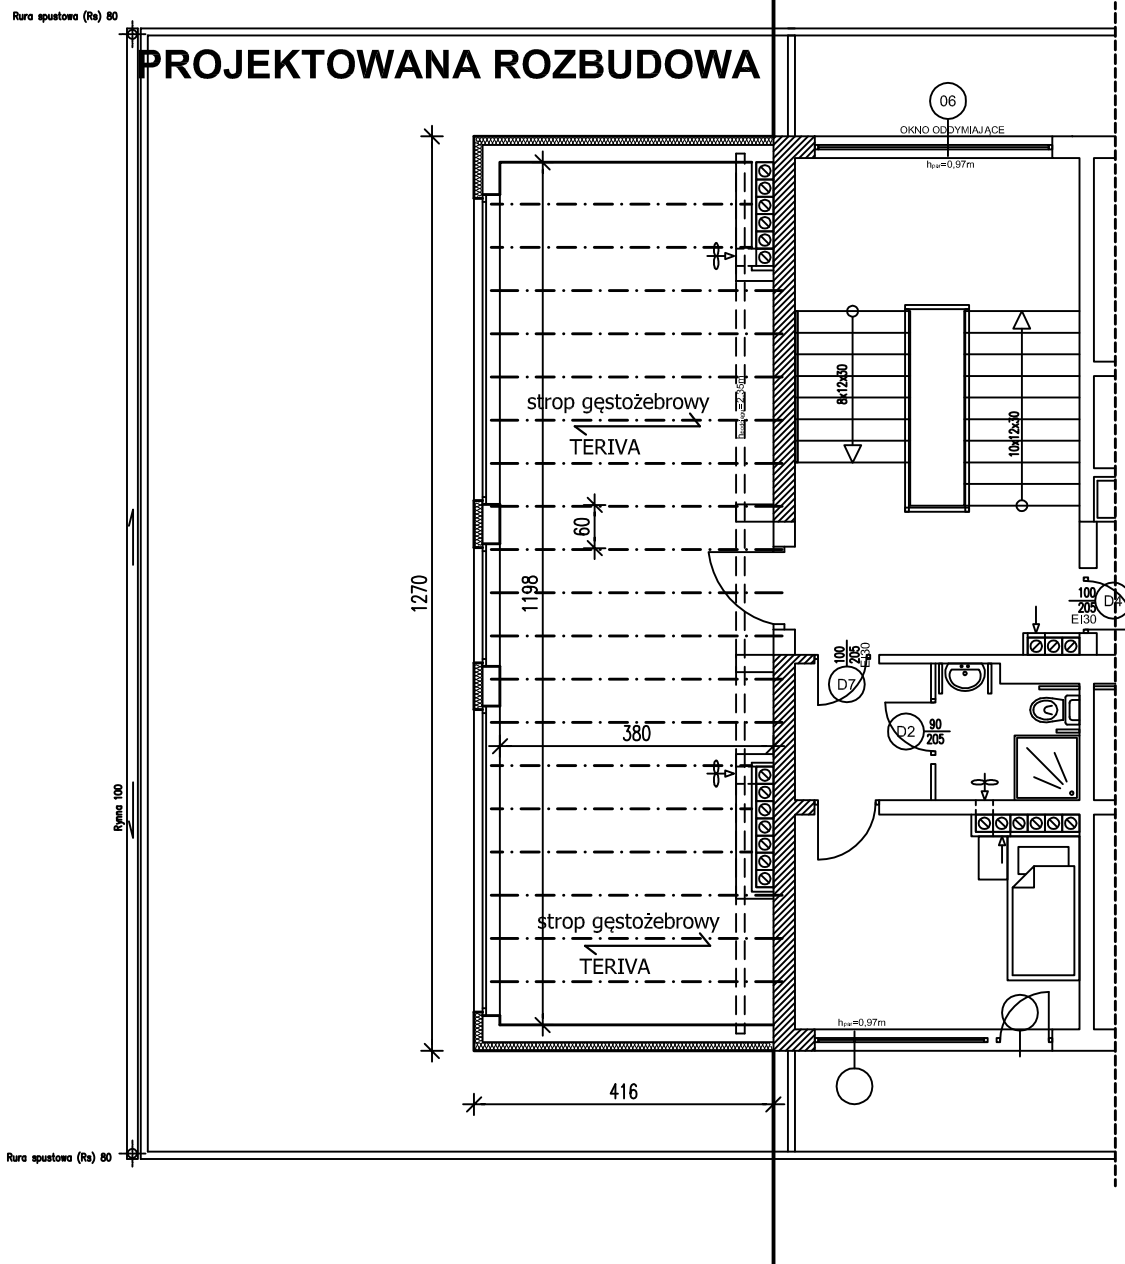 Rura spustowa (Rs) 80
PROJEKTOWANA ROZBUDOWA
06
OKNO ODDYMIAJĄCE
hpar=0,97m
8x12x30
10x12x30
strop gęstożebrowy
TERIVA
60
1270
1198
100
205
EI30
D4
100
205
EI30
D7
D2
90
205
380
Rynna 100
strop gęstożebrowy
TERIVA
hpar=0,97m
416
Rura spustowa (Rs) 80